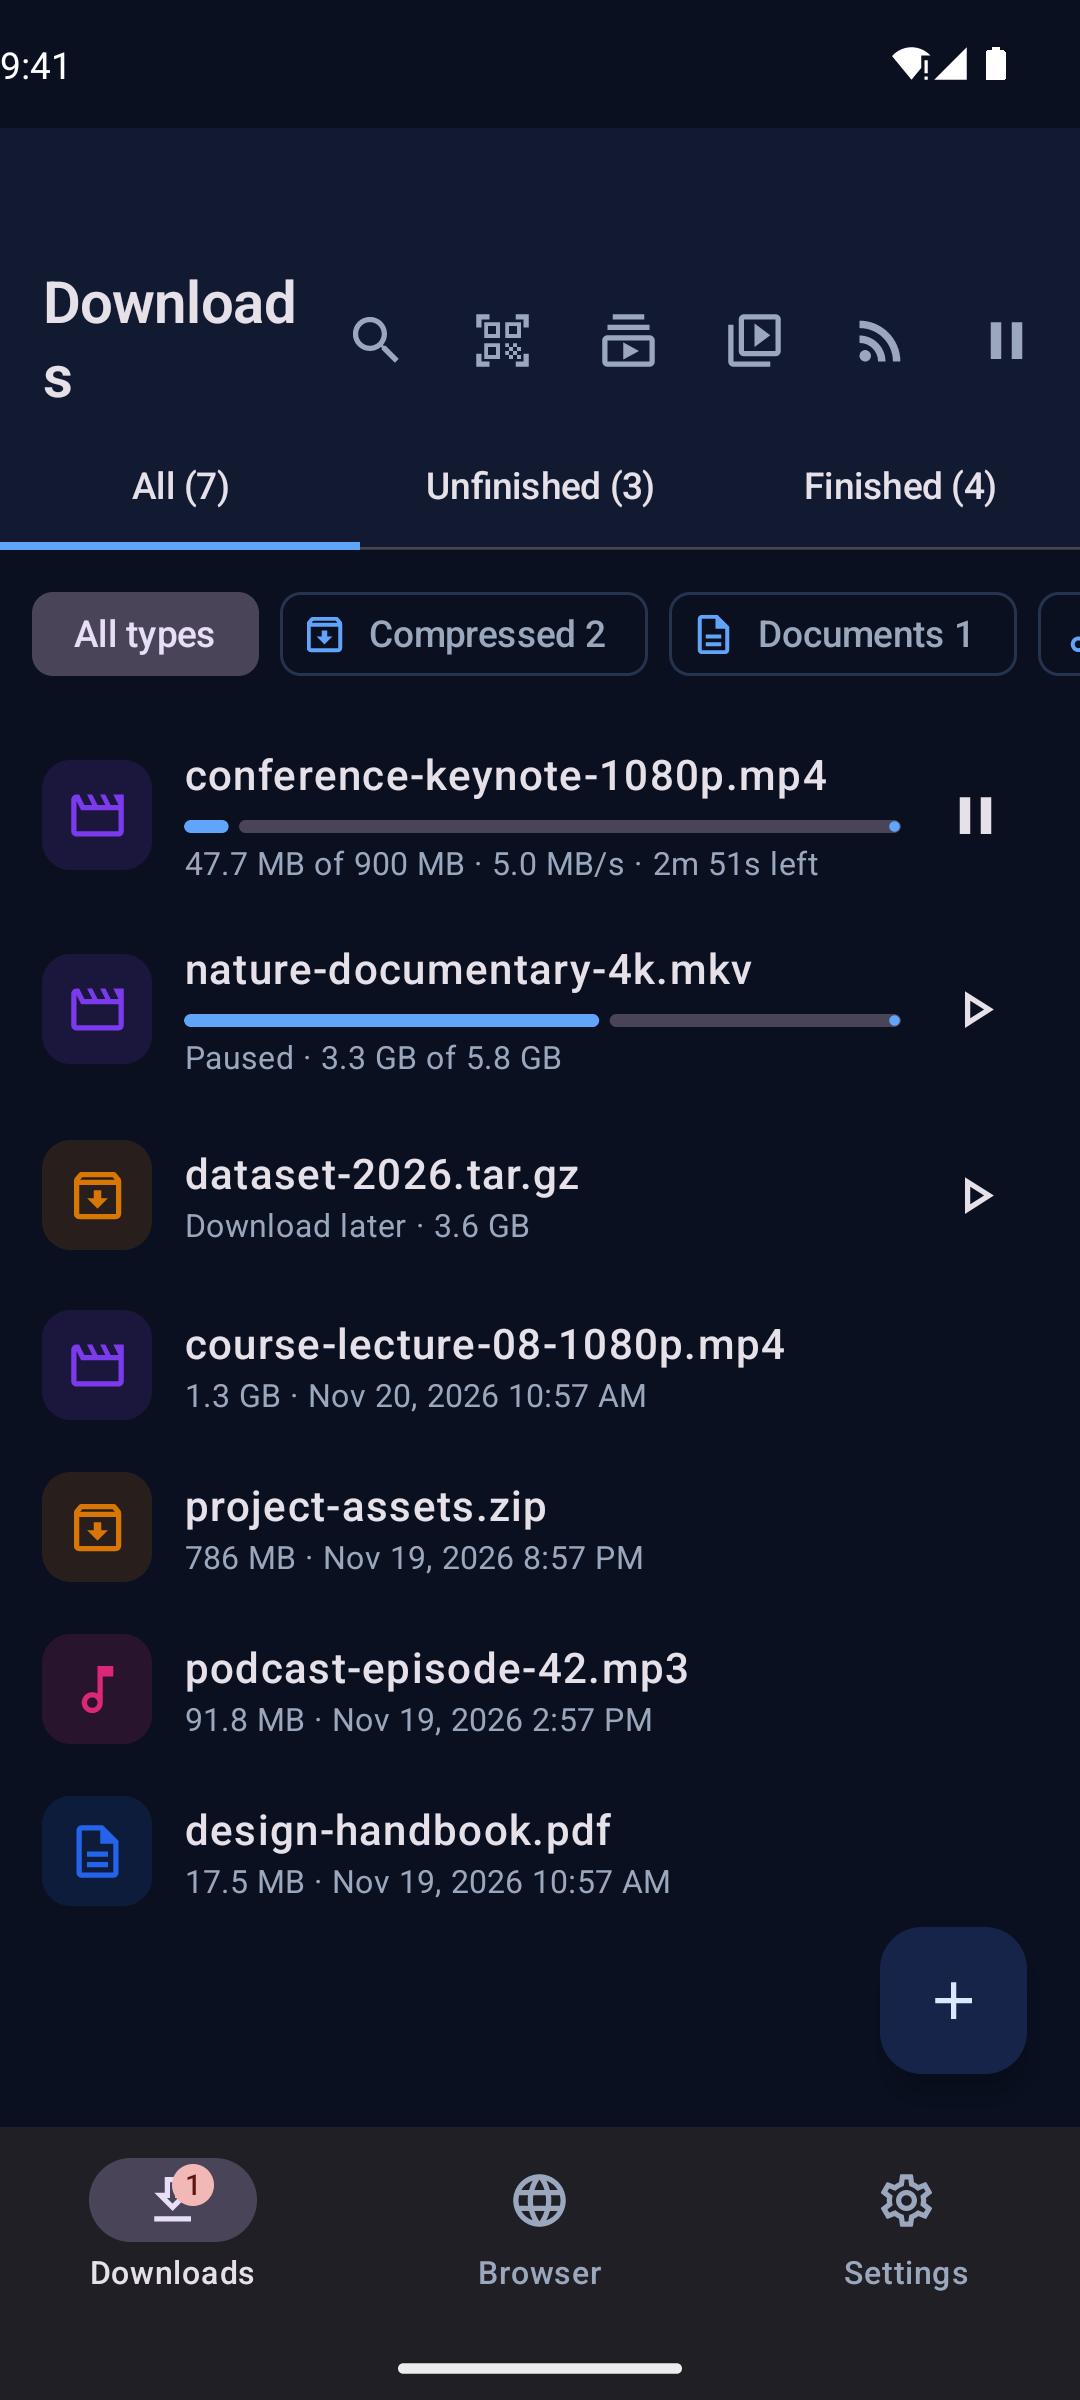 9:41
Download
s
All (7)
Unfinished (3)
Finished (4)
All types
Compressed 2
Documents 1
conference-keynote-1080p.mp4
47.7 MB of 900 MB · 5.0 MB/s · 2m 51s left
nature-documentary-4k.mkv
Paused · 3.3 GB of 5.8 GB
dataset-2026.tar.gz
Download later · 3.6 GB
course-lecture-08-1080p.mp4
1.3 GB · Nov 20, 2026 10:57 AM
project-assets.zip
786 MB · Nov 19, 2026 8:57 PM
podcast-episode-42.mp3
91.8 MB · Nov 19, 2026 2:57 PM
design-handbook.pdf
17.5 MB · Nov 19, 2026 10:57 AM
1
Downloads
Browser
Settings